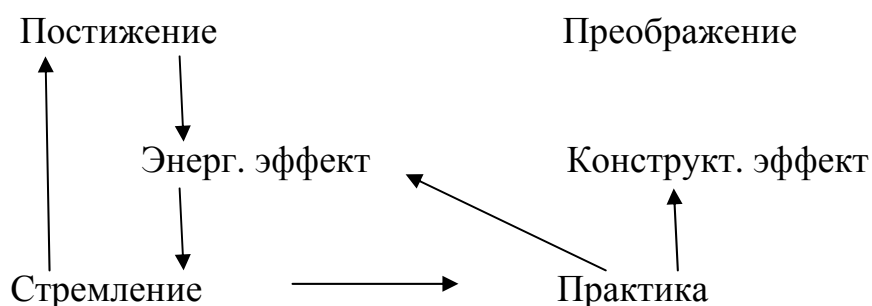 Постижение Преображение
Энерг. эффект Конструкт. эффект
Стремление Практика